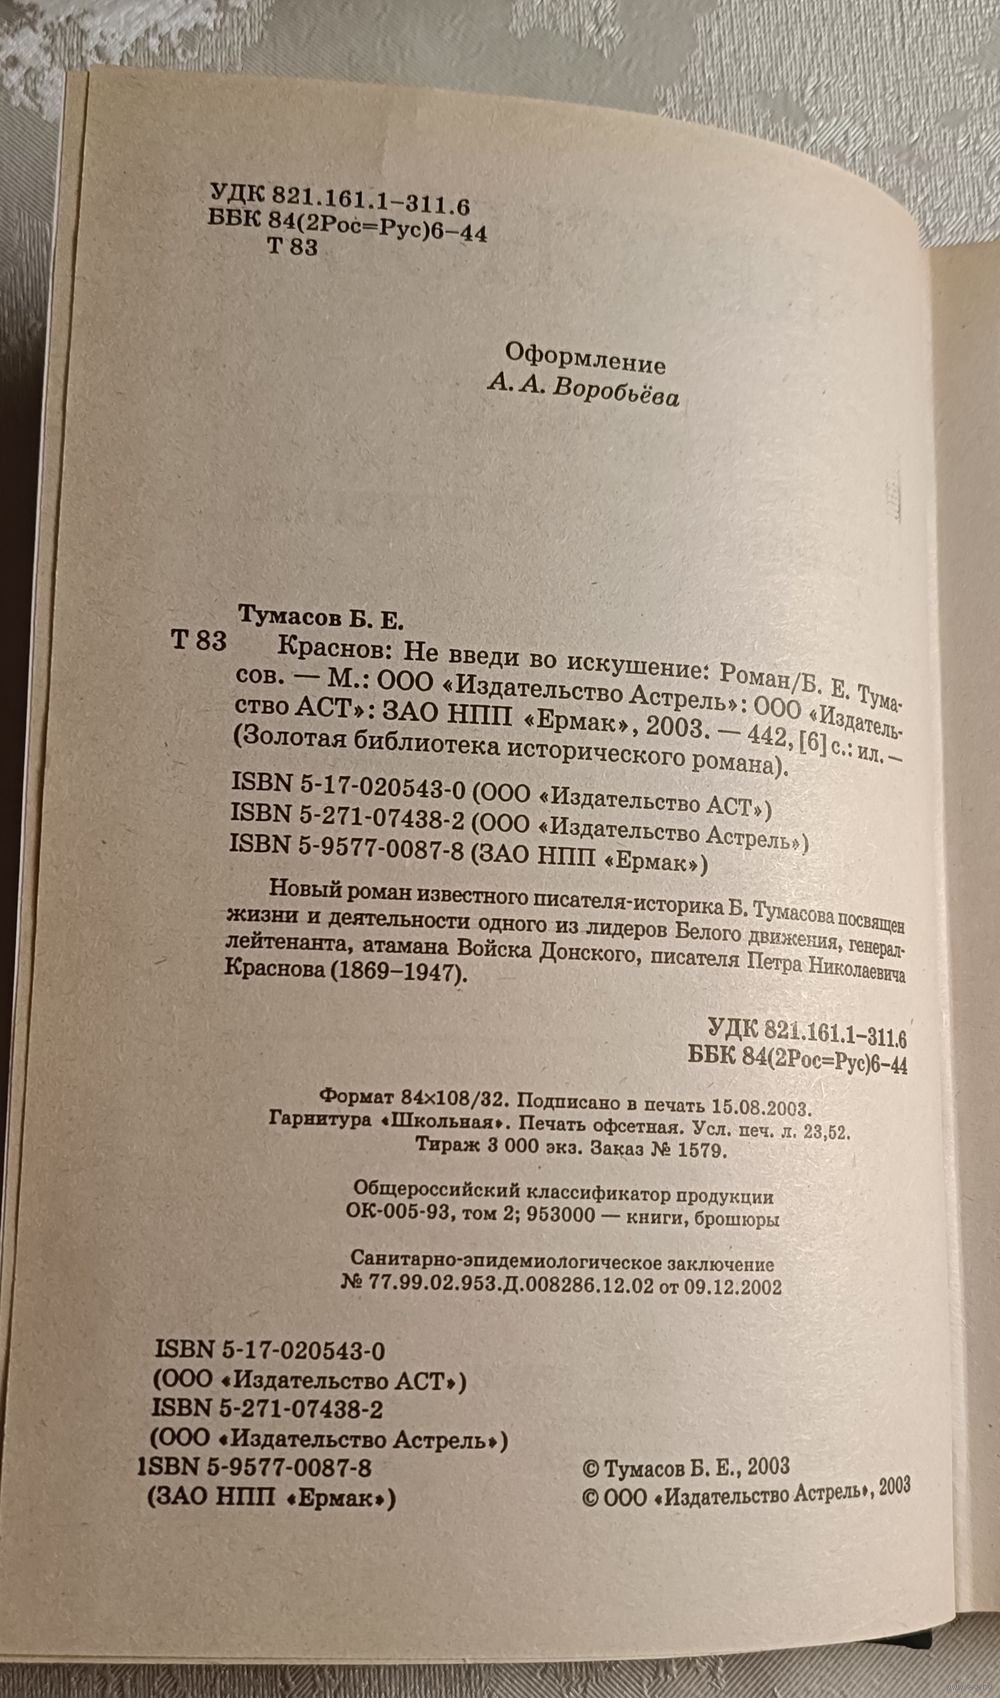 УДК 821.161.1–311.6
ББК 84(2Рос=Рус)6–44
Т 83
Оформление
А. А. Воробьёва
Тумасов Б. Е.
Т 83 Краснов: Не введи во искушение: Роман/Б. Е. Тума-
сов. — М.: ООО «Издательство Астрель»: ООО «Издатель-
ство АСТ»: ЗАО НПП «Ермак», 2003. — 442, [6] с.: ил. —
(Золотая библиотека исторического романа).
ISBN 5-17-020543-0 (ООО «Издательство АСТ»)
ISBN 5-271-07438-2 (ООО «Издательство Астрель»)
ISBN 5-9577-0087-8 (ЗАО НПП «Ермак»)
Новый роман известного писателя-историка Б. Тумасова посвящен
жизни и деятельности одного из лидеров Белого движения, генерал-
лейтенанта, атамана Войска Донского, писателя Петра Николаевича
Краснова (1869–1947).
УДК 821.161.1–311.6
ББК 84(2Рос=Рус)6–44
Формат 84×108/32. Подписано в печать 15.08.2003.
Гарнитура «Школьная». Печать офсетная. Усл. печ. л. 23,52.
Тираж 3 000 экз. Заказ № 1579.
Общероссийский классификатор продукции
ОК-005-93, том 2; 953000 — книги, брошюры
Санитарно-эпидемиологическое заключение
№ 77.99.02.953.Д.008286.12.02 от 09.12.2002
ISBN 5-17-020543-0
(ООО «Издательство АСТ»)
ISBN 5-271-07438-2
(ООО «Издательство Астрель»)
ISBN 5-9577-0087-8
(ЗАО НПП «Ермак»)
© Тумасов Б. Е., 2003
© ООО «Издательство Астрель», 2003